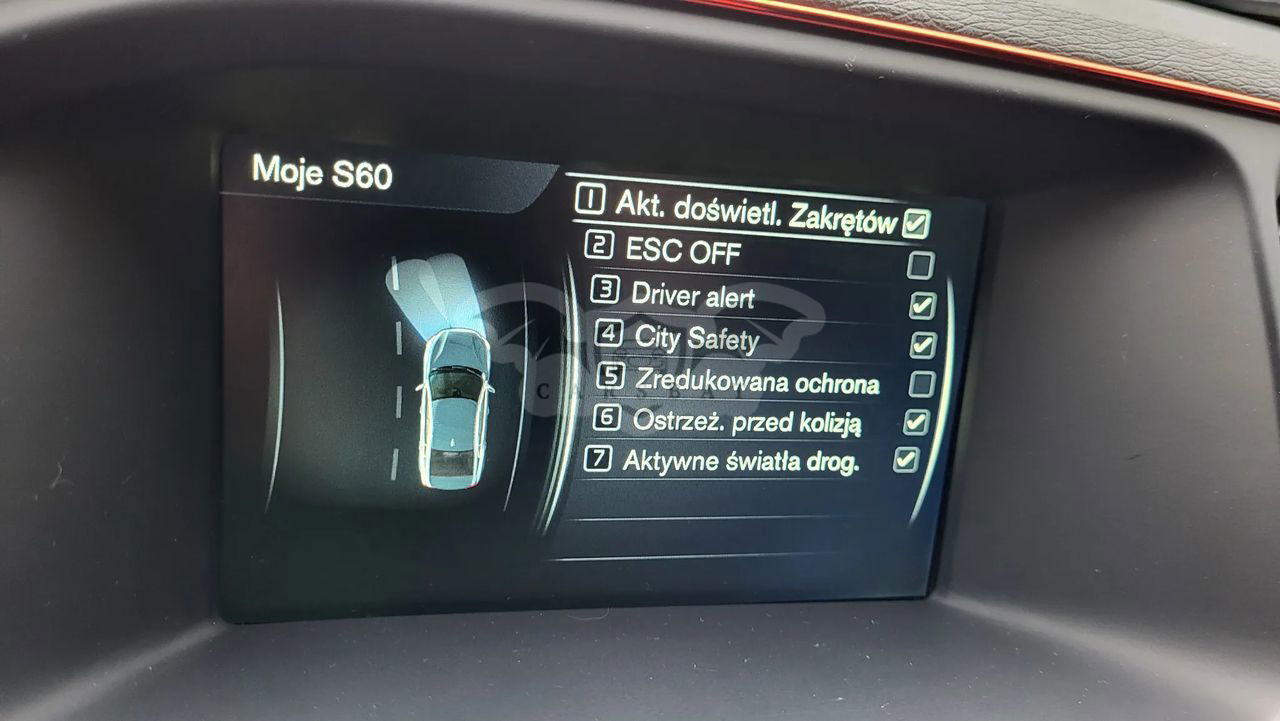 Moje S60
1 Akt. doświetl. Zakrętów
2 ESC OFF
3 Driver alert
4 City Safety
5 Zredukowana ochrona
6 Ostrzeż. przed kolizją
7 Aktywne światła drog.
CARSBAT